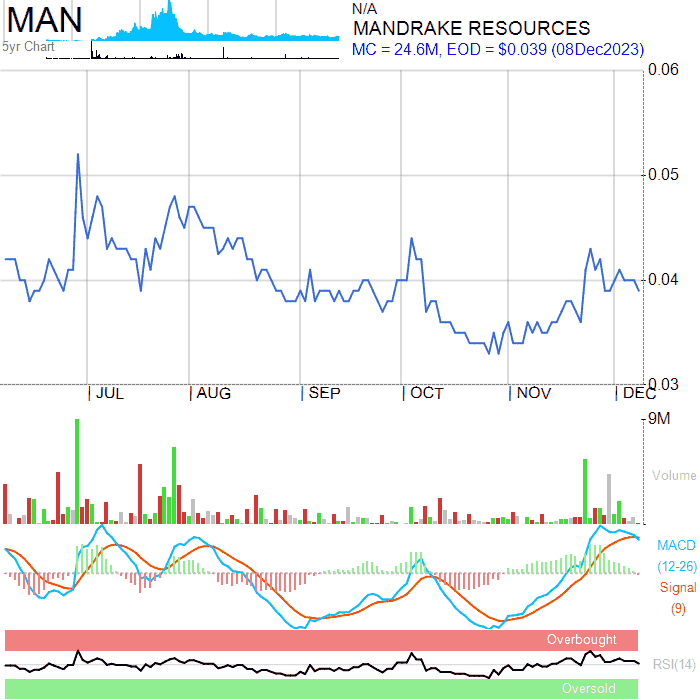 MAN
5yr Chart
N/A
MANDRAKE RESOURCES
MC = 24.6M, EOD = $0.039 (08Dec2023)
0.06
0.05
0.04
0.03
JUL AUG SEP OCT NOV DEC
9M
Volume
MACD
(12-26)
Signal
(9)
Overbought
RSI(14)
Oversold